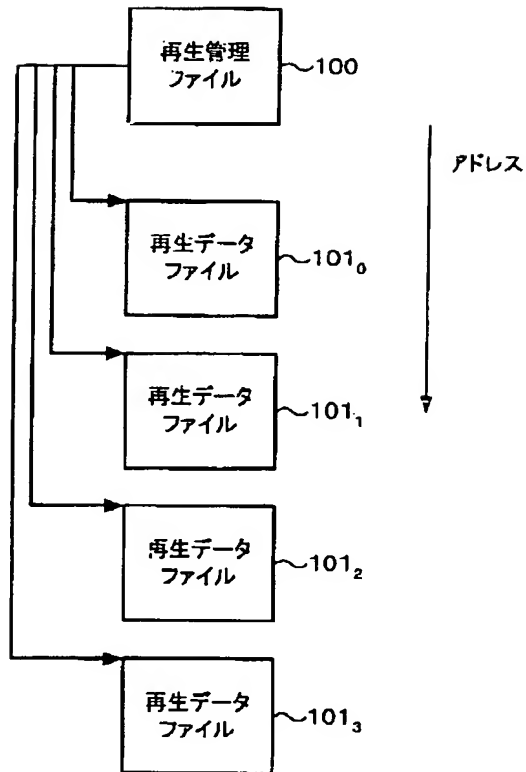 再生管理
ファイル
100
アドレス
再生データ
ファイル
101₀
再生データ
ファイル
101₁
再生データ
ファイル
101₂
再生データ
ファイル
101₃